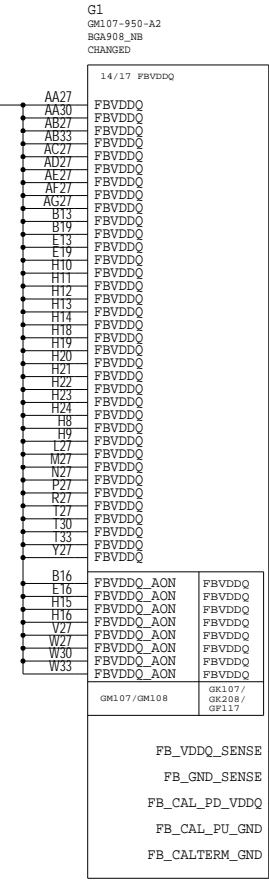 G1
GM107-950-A2
BGA908_NB
CHANGED
14/17 FBVDDQ
AA27 FBVDDQ
AA30 FBVDDQ
AB27 FBVDDQ
AB33 FBVDDQ
AC27 FBVDDQ
AD27 FBVDDQ
AE27 FBVDDQ
AF27 FBVDDQ
AG27 FBVDDQ
B13 FBVDDQ
B19 FBVDDQ
E13 FBVDDQ
E19 FBVDDQ
H10 FBVDDQ
H11 FBVDDQ
H12 FBVDDQ
H13 FBVDDQ
H14 FBVDDQ
H18 FBVDDQ
H19 FBVDDQ
H20 FBVDDQ
H21 FBVDDQ
H22 FBVDDQ
H23 FBVDDQ
H24 FBVDDQ
H8 FBVDDQ
H9 FBVDDQ
L27 FBVDDQ
M27 FBVDDQ
N27 FBVDDQ
P27 FBVDDQ
R27 FBVDDQ
T27 FBVDDQ
T30 FBVDDQ
T33 FBVDDQ
Y27 FBVDDQ
B16 FBVDDQ_AON FBVDDQ
E16 FBVDDQ_AON FBVDDQ
H15 FBVDDQ_AON FBVDDQ
H16 FBVDDQ_AON FBVDDQ
V27 FBVDDQ_AON FBVDDQ
W27 FBVDDQ_AON FBVDDQ
W30 FBVDDQ_AON FBVDDQ
W33 FBVDDQ_AON FBVDDQ
GM107/GM108
GK107/
GK208/
GF117
FB_VDDQ_SENSE
FB_GND_SENSE
FB_CAL_PD_VDDQ
FB_CAL_PU_GND
FB_CALTERM_GND